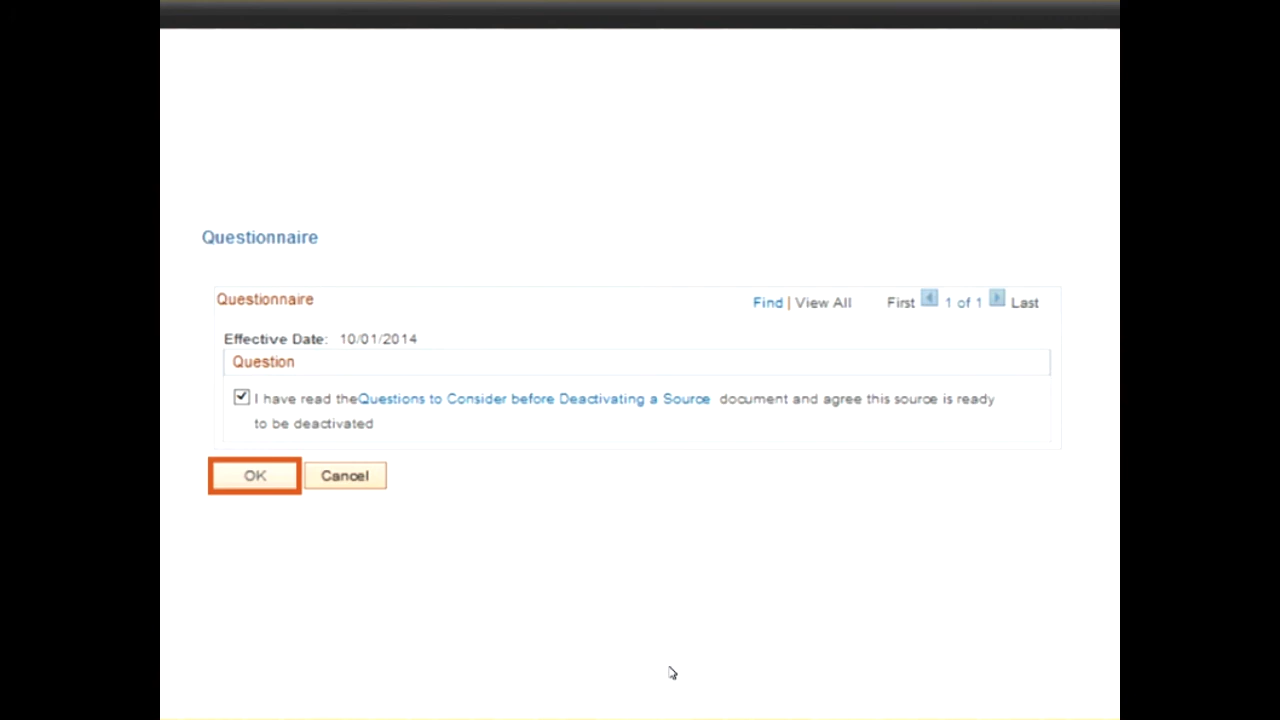 Questionnaire
Questionnaire Find | View All First 1 of 1 Last
Effective Date: 10/01/2014
Question
I have read theQuestions to Consider before Deactivating a Source document and agree this source is ready
to be deactivated
OK Cancel